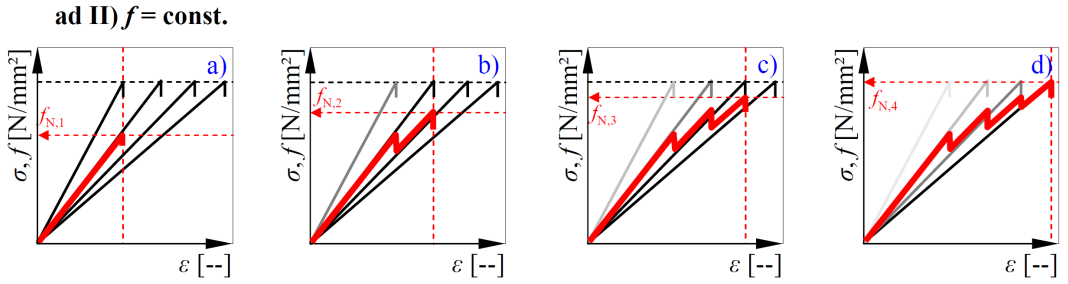 ad II) f = const.
a)
σ, f [N/mm²]
f_N,1
ε [--]
b)
σ, f [N/mm²]
f_N,2
ε [--]
c)
σ, f [N/mm²]
f_N,3
ε [--]
d)
σ, f [N/mm²]
f_N,4
ε [--]